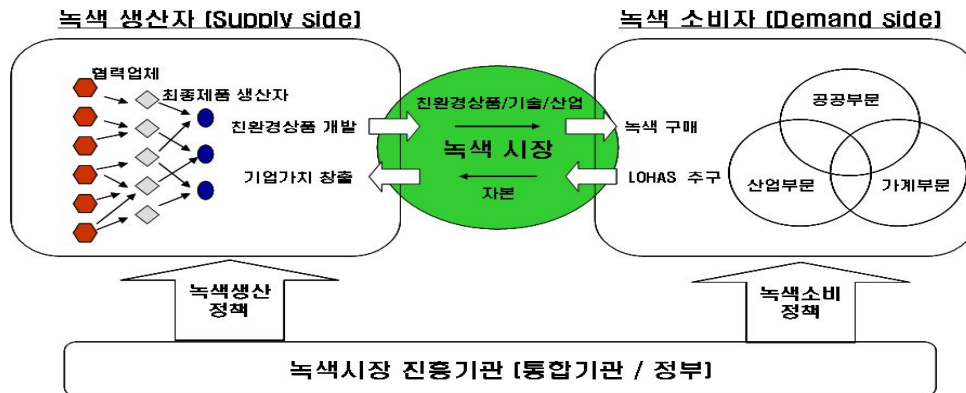 녹색 생산자 (Supply side)
녹색 소비자 (Demand side)
협력업체
최종제품 생산자
친환경상품 개발
기업가치 창출
친환경상품/기술/산업
녹색 시장
자본
녹색 구매
LOHAS 추구
공공부문
산업부문
가계부문
녹색생산
정책
녹색소비
정책
녹색시장 진흥기관 (통합기관 / 정부)